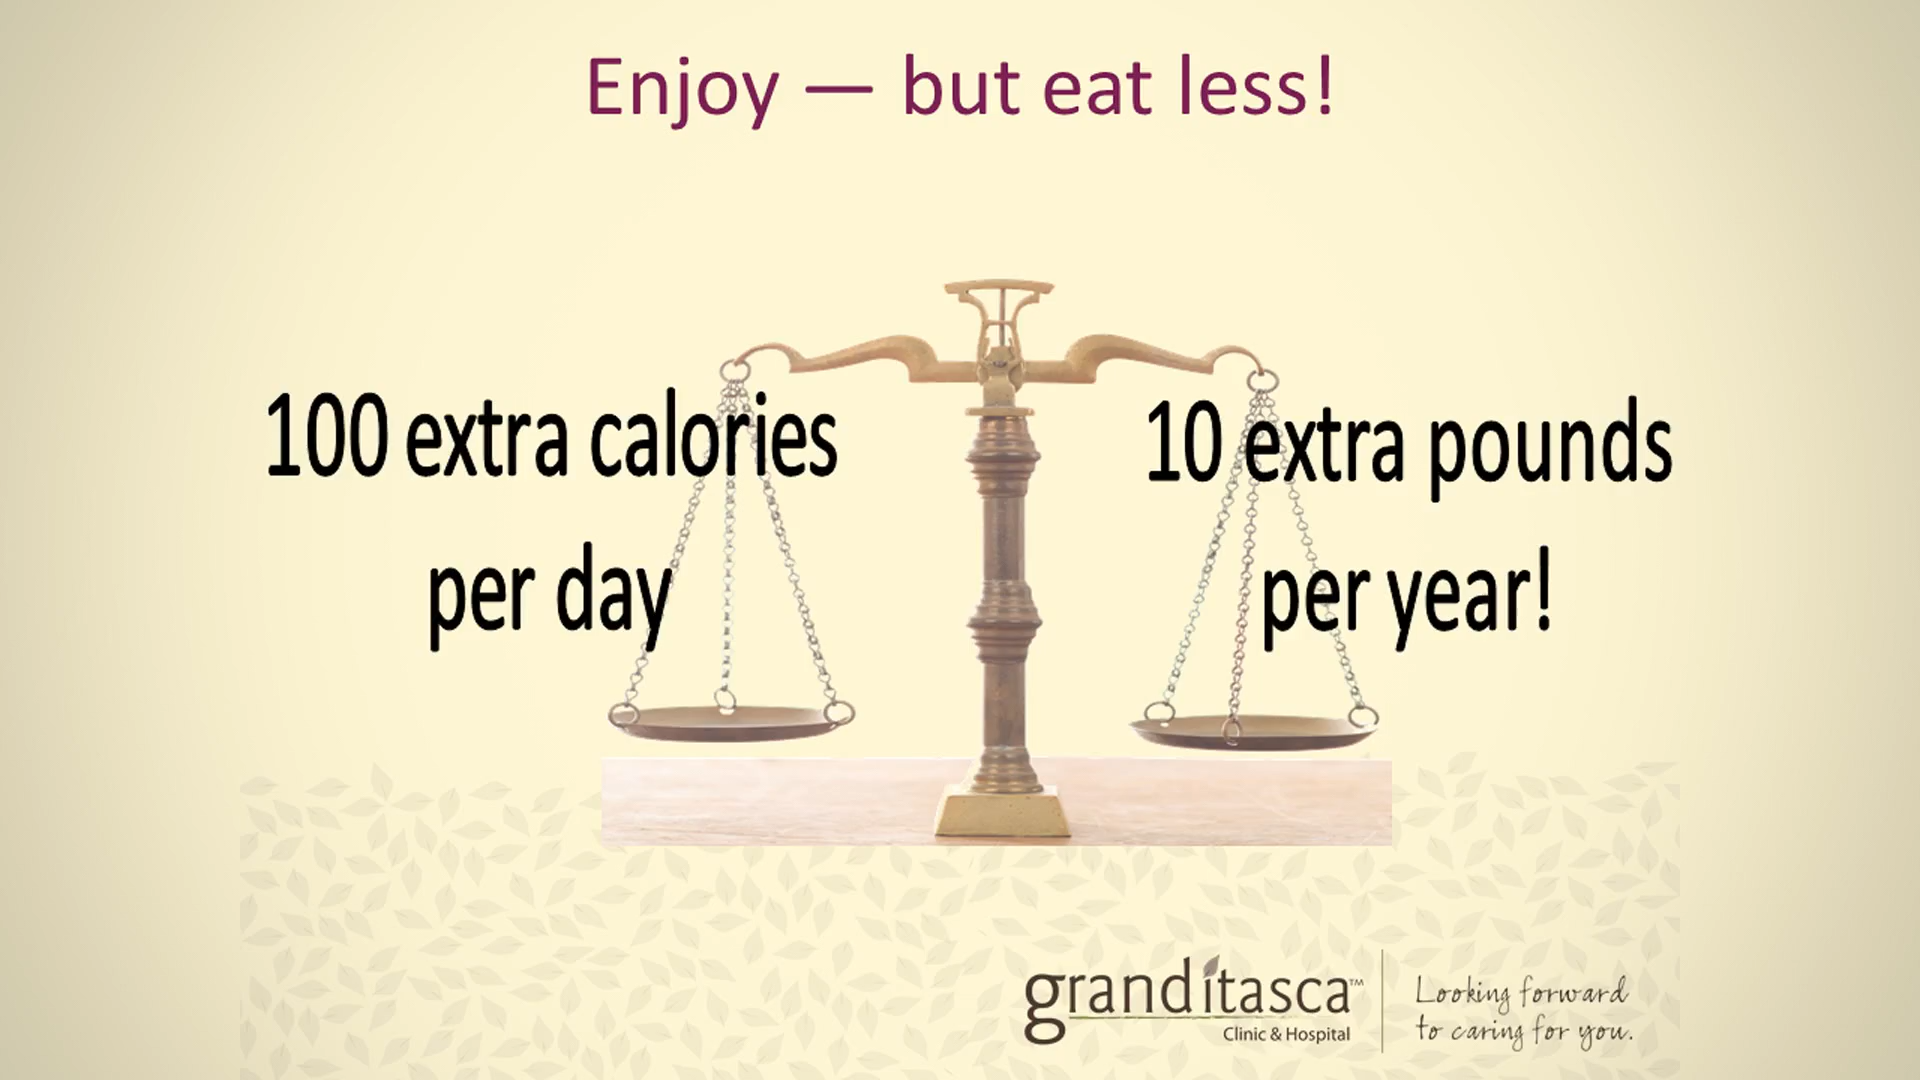 Enjoy — but eat less!
100 extra calories
per day
10 extra pounds
per year!
granditasca™
Clinic & Hospital
Looking forward
to caring for you.